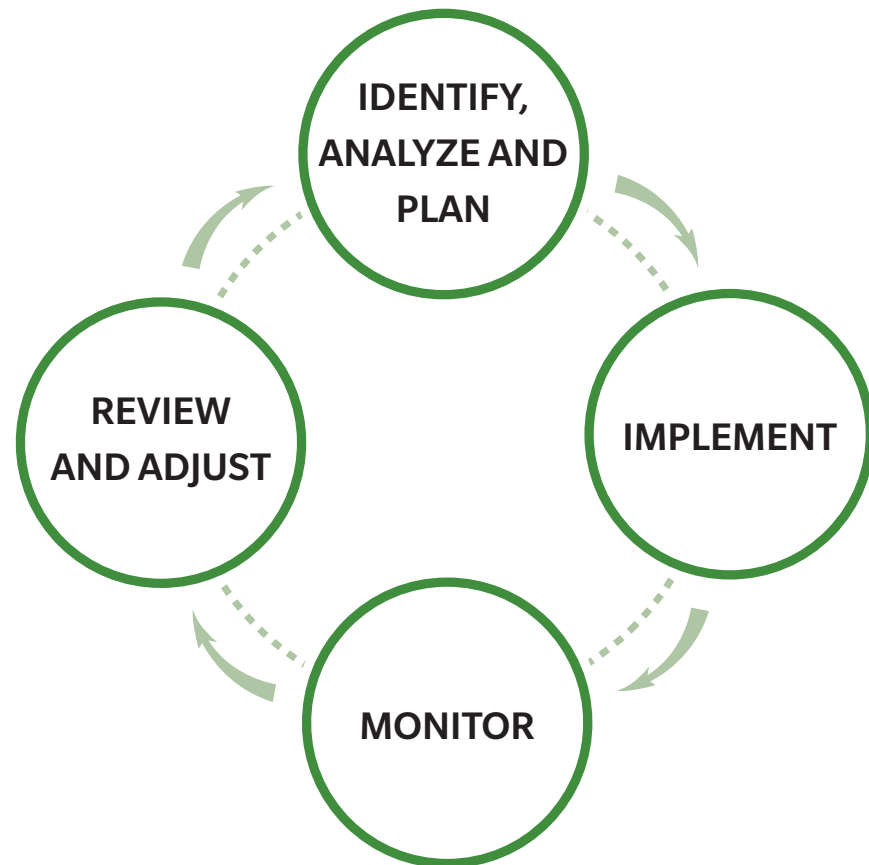 IDENTIFY,
ANALYZE AND
PLAN
IMPLEMENT
MONITOR
REVIEW
AND ADJUST